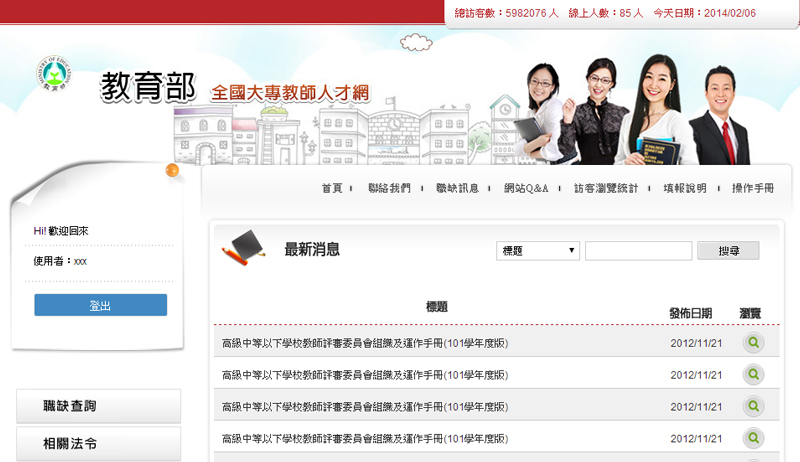 總訪客數：5982076 人 線上人數：85 人 今天日期：2014/02/06
MINISTRY OF EDUCATION
教育部
教育部 全國大專教師人才網
首頁 聯絡我們 職缺訊息 網站Q&A 訪客瀏覽統計 填報說明 操作手冊
Hi! 歡迎回來
使用者：xxx
登出
職缺查詢
相關法令
最新消息 標題 搜尋
標題 發佈日期 瀏覽
高級中等以下學校教師評審委員會組織及運作手冊(101學年度版) 2012/11/21
高級中等以下學校教師評審委員會組織及運作手冊(101學年度版) 2012/11/21
高級中等以下學校教師評審委員會組織及運作手冊(101學年度版) 2012/11/21
高級中等以下學校教師評審委員會組織及運作手冊(101學年度版) 2012/11/21